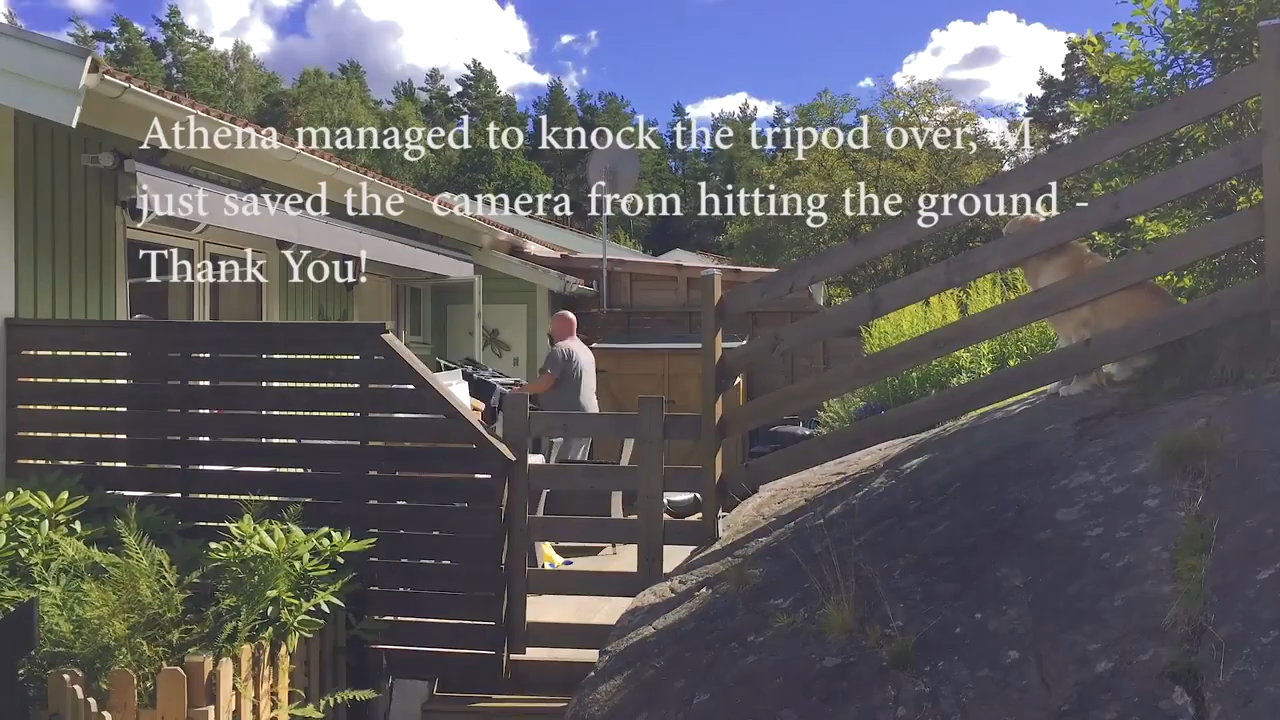 Athena managed to knock the tripod over, M
just saved the camera from hitting the ground -
Thank You!